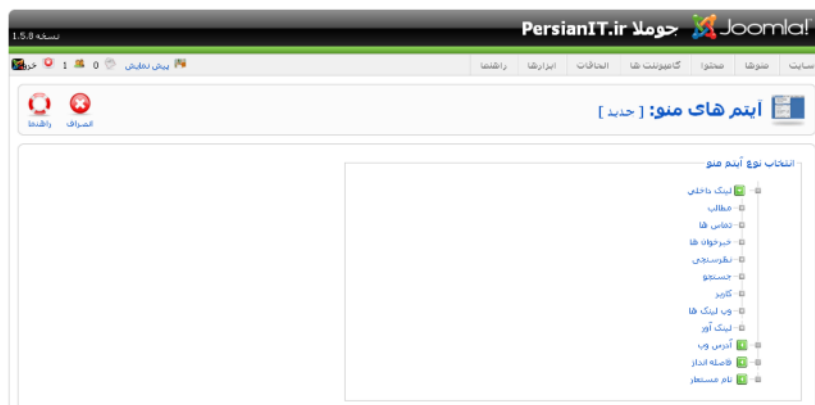 Joomla! جوملا PersianIT.ir نسخه 1.5.8
سایت منوها محتوا کامپوننت ها الحاقات ابزارها راهنما پیش نمایش 0 1
آیتم های منو: [ جدید ] انصراف راهنما
انتخاب نوع آیتم منو
لینک داخلی
مطالب
تماس ها
خبرخوان ها
نظرسنجی
جستجو
کاربر
وب لینک ها
لینک آور
آدرس وب
فاصله انداز
نام مستعار